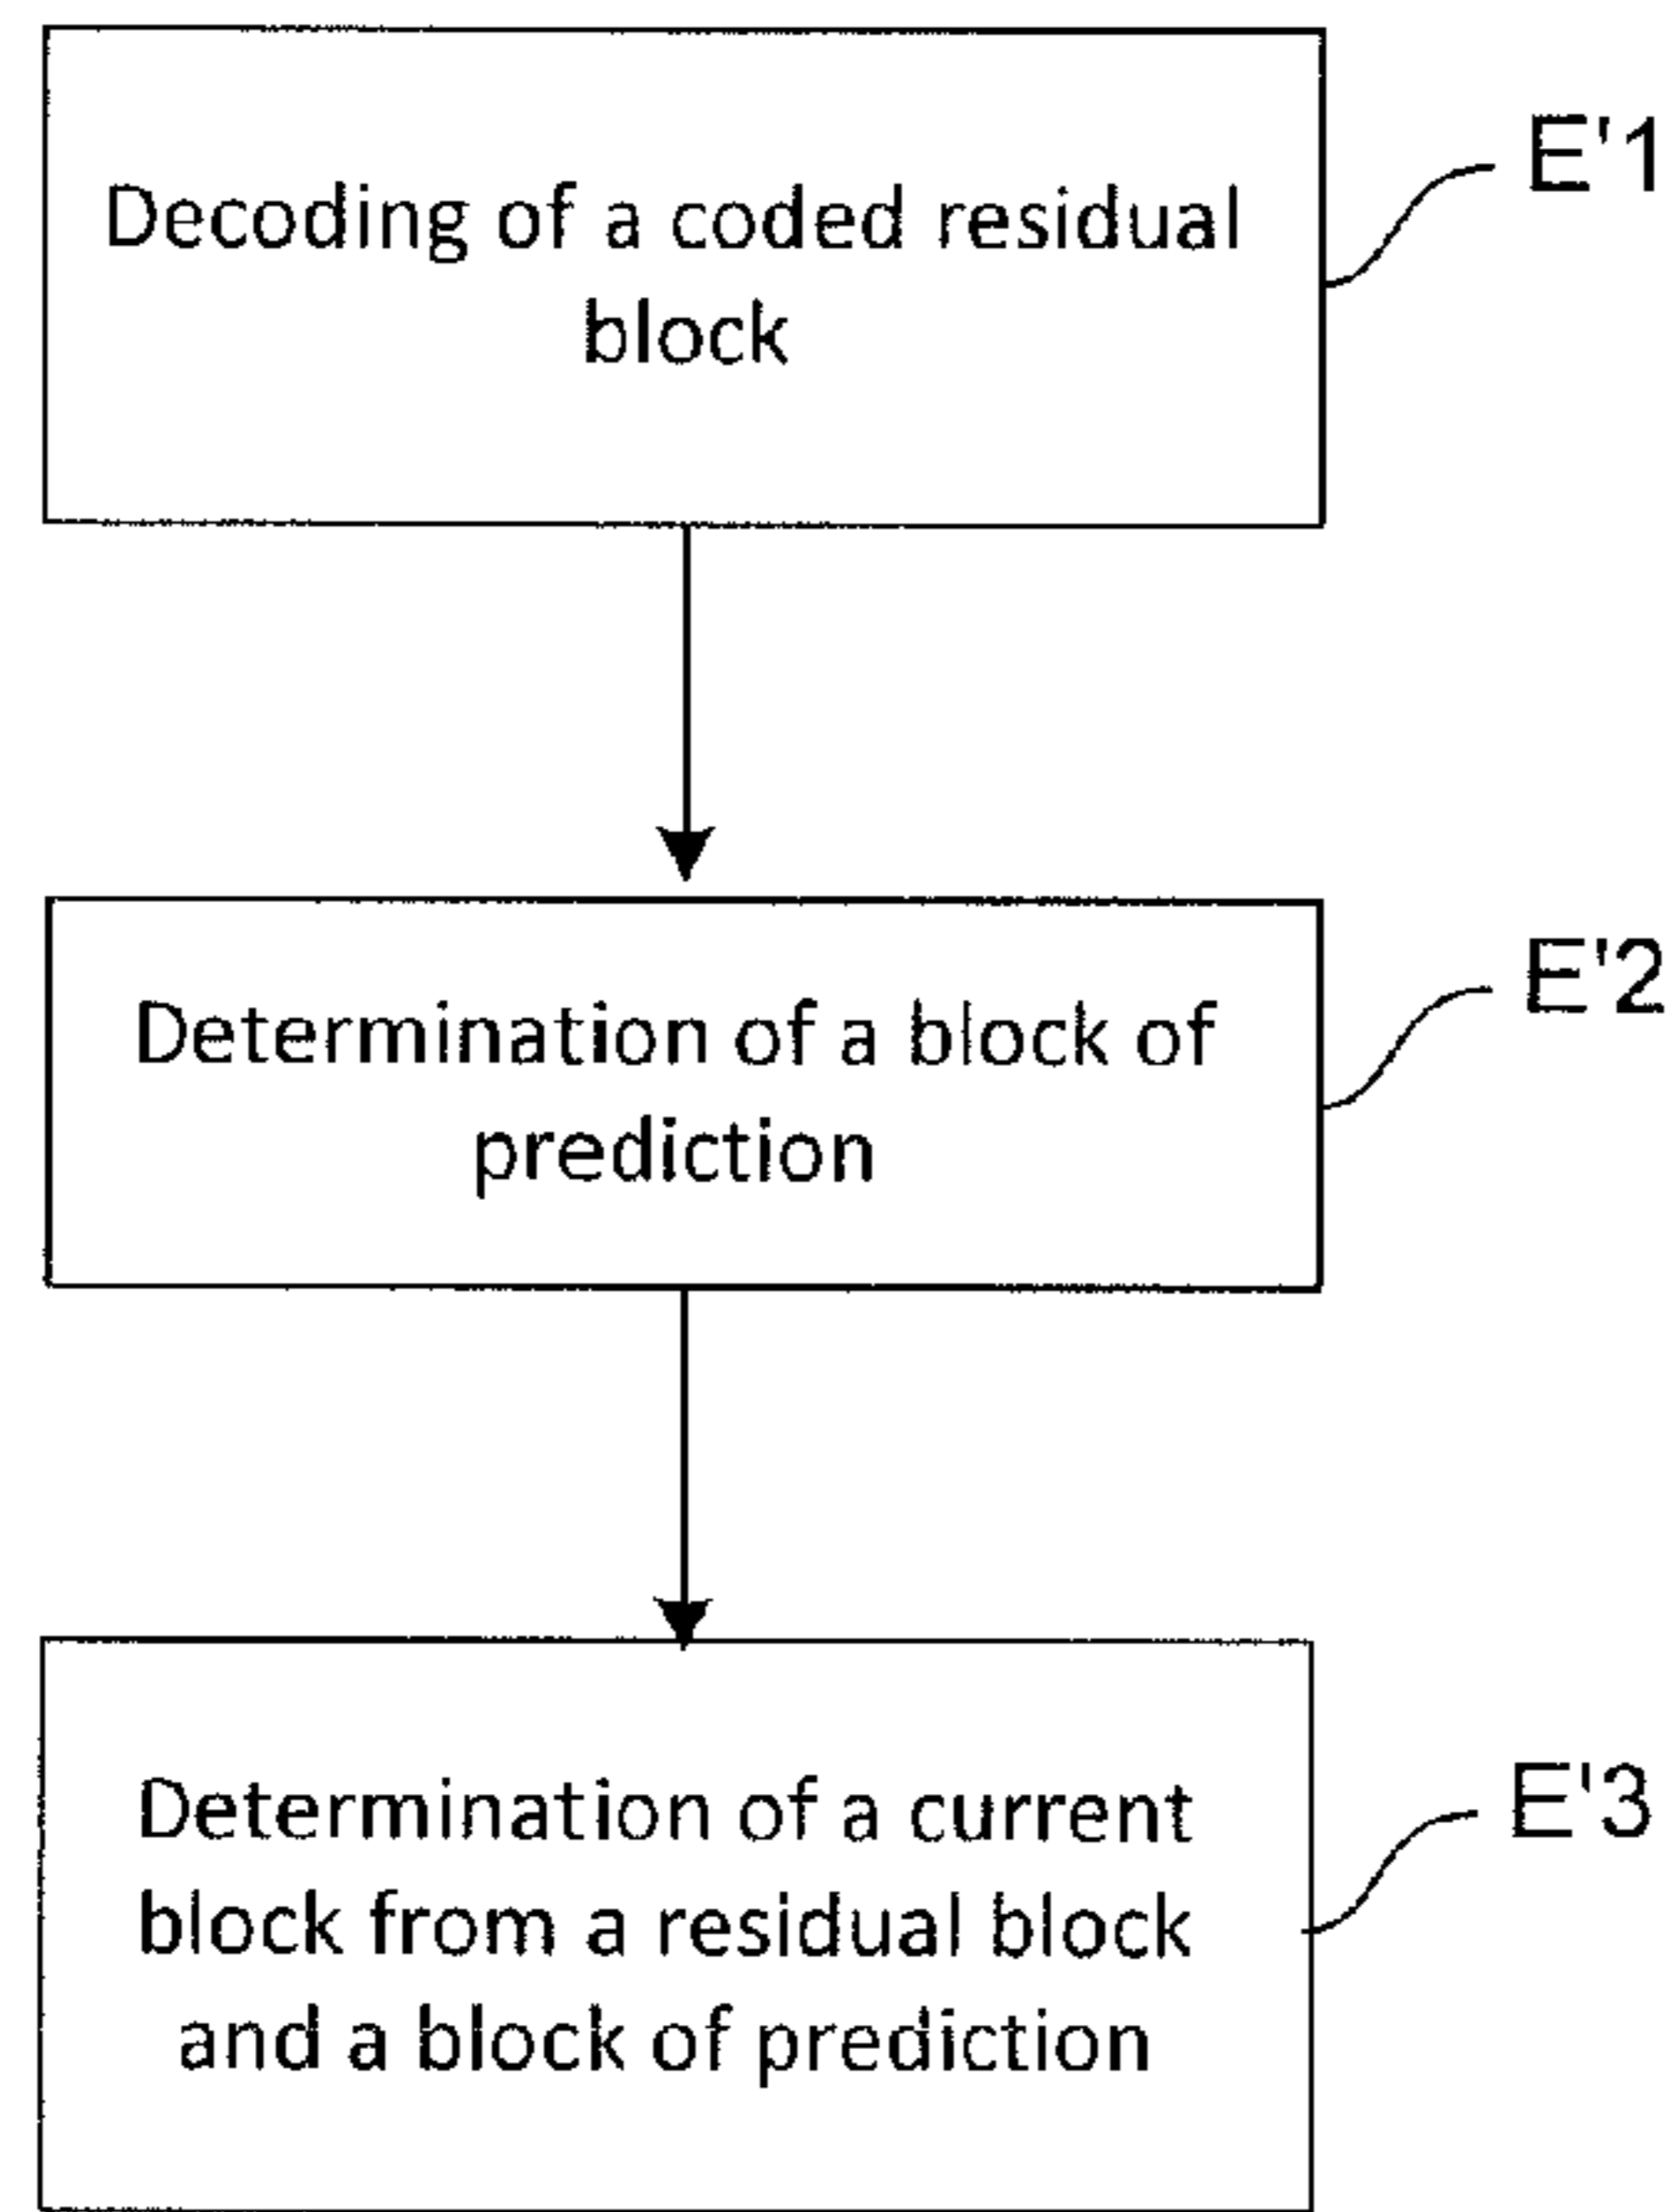 Decoding of a coded residual
block
E'1
Determination of a block of
prediction
E'2
Determination of a current
block from a residual block
and a block of prediction
E'3